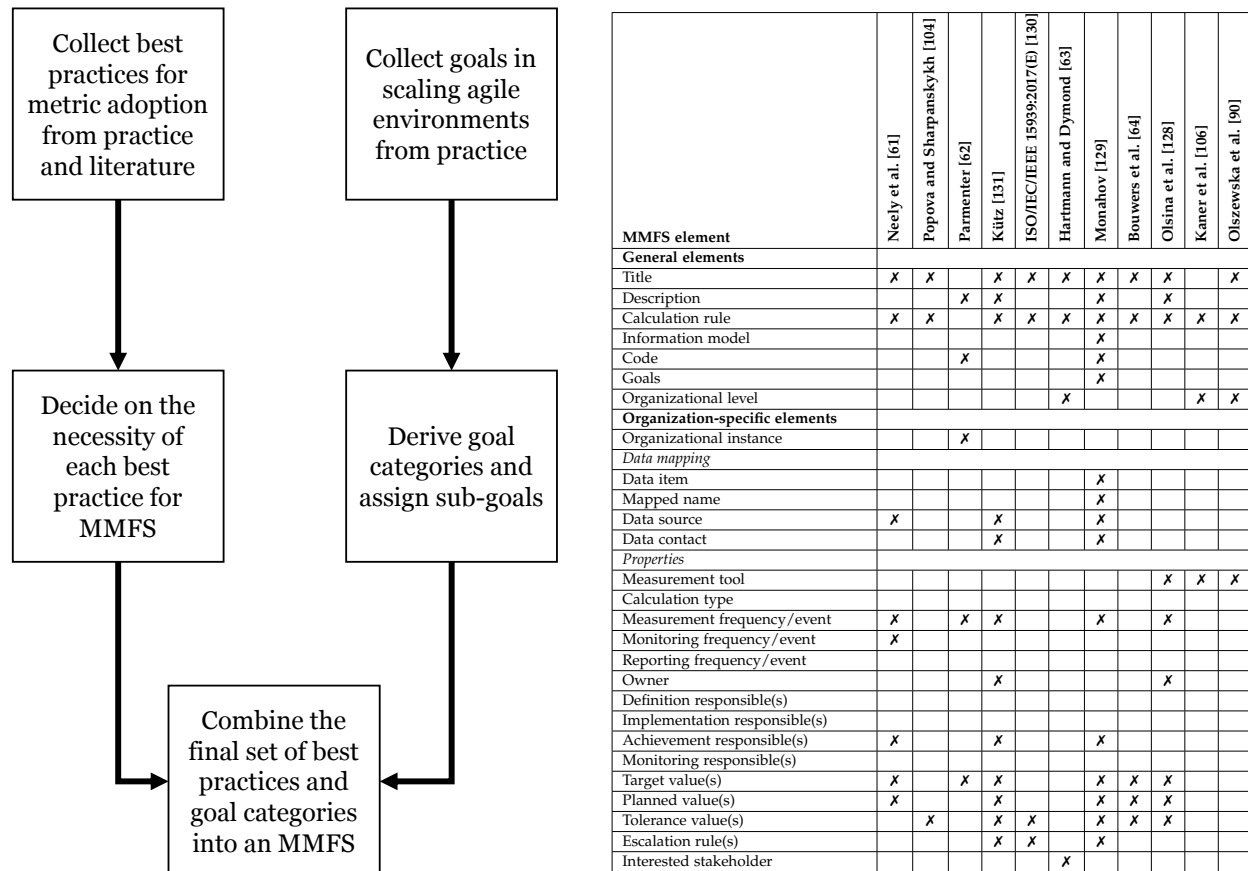 Collect best
practices for
metric adoption
from practice
and literature
Collect goals in
scaling agile
environments
from practice
Decide on the
necessity of
each best
practice for
MMFS
Derive goal
categories and
assign sub-goals
Combine the
final set of best
practices and
goal categories
into an MMFS
MMFS element
Neely et al. [61]
Popova and Sharpanskykh [104]
Parmenter [62]
Kütz [131]
ISO/IEC/IEEE 15939:2017(E) [130]
Hartmann and Dymond [63]
Monahov [129]
Bouwers et al. [64]
Olsina et al. [128]
Kaner et al. [106]
Olszewska et al. [90]
General elements
Title ✗ ✗ ✗ ✗ ✗ ✗ ✗ ✗ ✗
Description ✗ ✗ ✗ ✗
Calculation rule ✗ ✗ ✗ ✗ ✗ ✗ ✗ ✗ ✗ ✗
Information model ✗
Code ✗ ✗
Goals ✗
Organizational level ✗ ✗ ✗
Organization-specific elements
Organizational instance ✗
Data mapping
Data item ✗
Mapped name ✗
Data source ✗ ✗ ✗
Data contact ✗ ✗
Properties
Measurement tool ✗ ✗ ✗
Calculation type
Measurement frequency/event ✗ ✗ ✗ ✗ ✗
Monitoring frequency/event ✗
Reporting frequency/event
Owner ✗ ✗
Definition responsible(s)
Implementation responsible(s)
Achievement responsible(s) ✗ ✗ ✗
Monitoring responsible(s)
Target value(s) ✗ ✗ ✗ ✗ ✗ ✗
Planned value(s) ✗ ✗ ✗ ✗ ✗
Tolerance value(s) ✗ ✗ ✗ ✗ ✗ ✗
Escalation rule(s) ✗ ✗ ✗
Interested stakeholder ✗